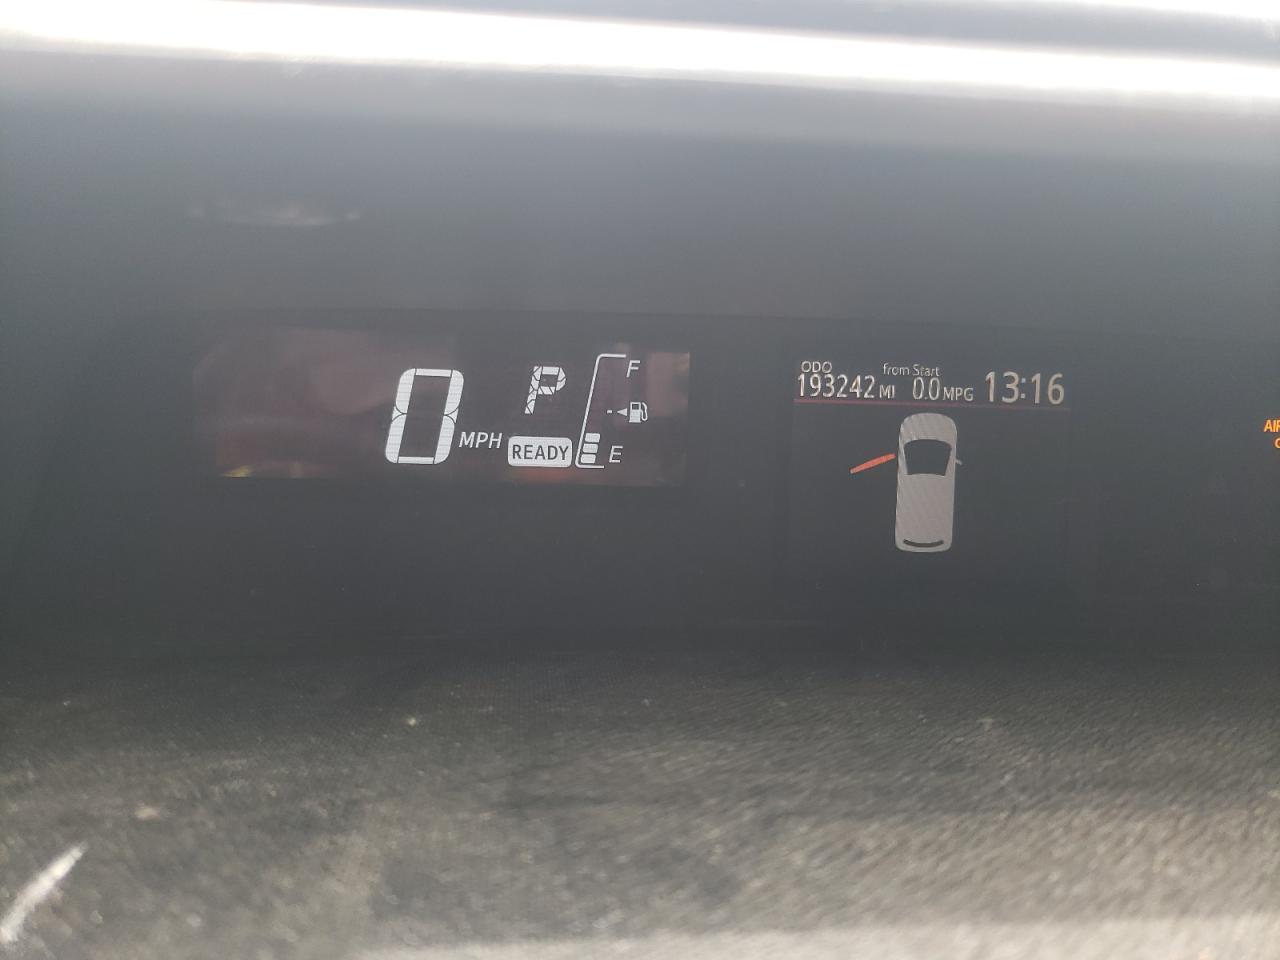 0 MPH
P
READY
F
E
ODO
193242 MI
from Start
0.0 MPG
13:16